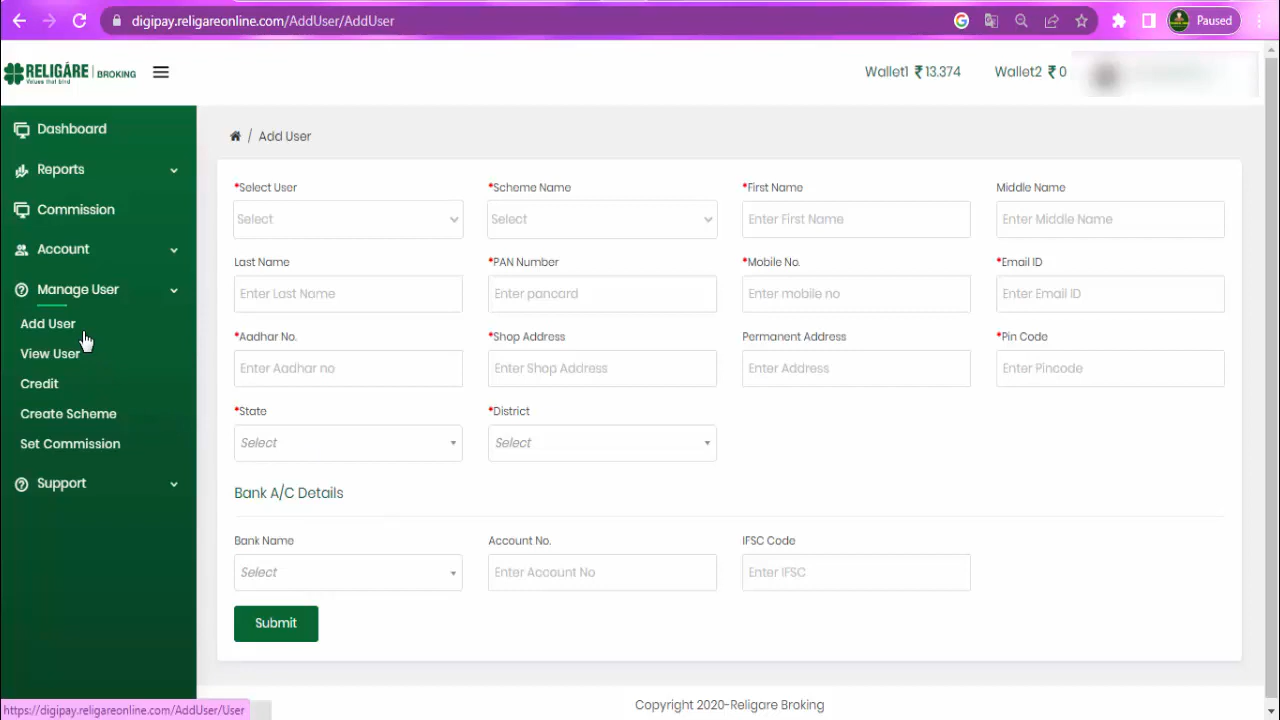 digipay.religareonline.com/AddUser/AddUser
Paused
RELIGARE BROKING
Values that bind
Wallet1 ₹ 13.374 Wallet2 ₹ 0
Dashboard
Reports
Commission
Account
Manage User
Add User
View User
Credit
Create Scheme
Set Commission
Support
/ Add User
*Select User *Scheme Name *First Name Middle Name
Select Select Enter First Name Enter Middle Name
Last Name *PAN Number *Mobile No. *Email ID
Enter Last Name Enter pancard Enter mobile no Enter Email ID
*Aadhar No. *Shop Address Permanent Address *Pin Code
Enter Aadhar no Enter Shop Address Enter Address Enter Pincode
*State *District
Select Select
Bank A/C Details
Bank Name Account No. IFSC Code
Select Enter Account No Enter IFSC
Submit
Copyright 2020-Religare Broking
https://digipay.religareonline.com/AddUser/User